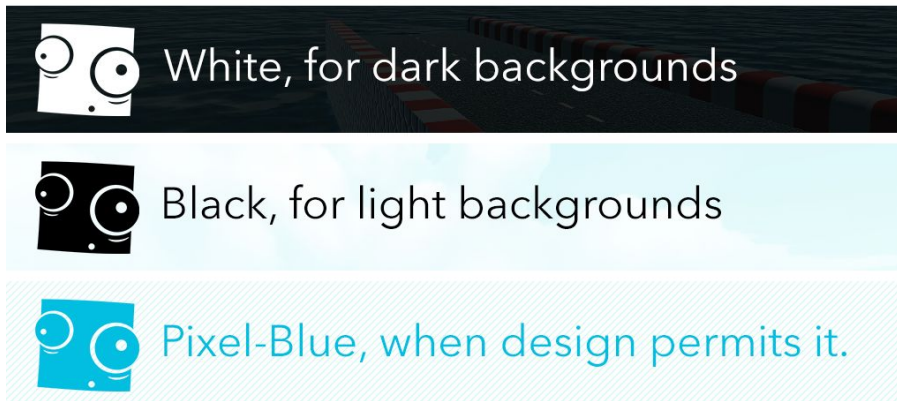 White, for dark backgrounds
Black, for light backgrounds
Pixel-Blue, when design permits it.